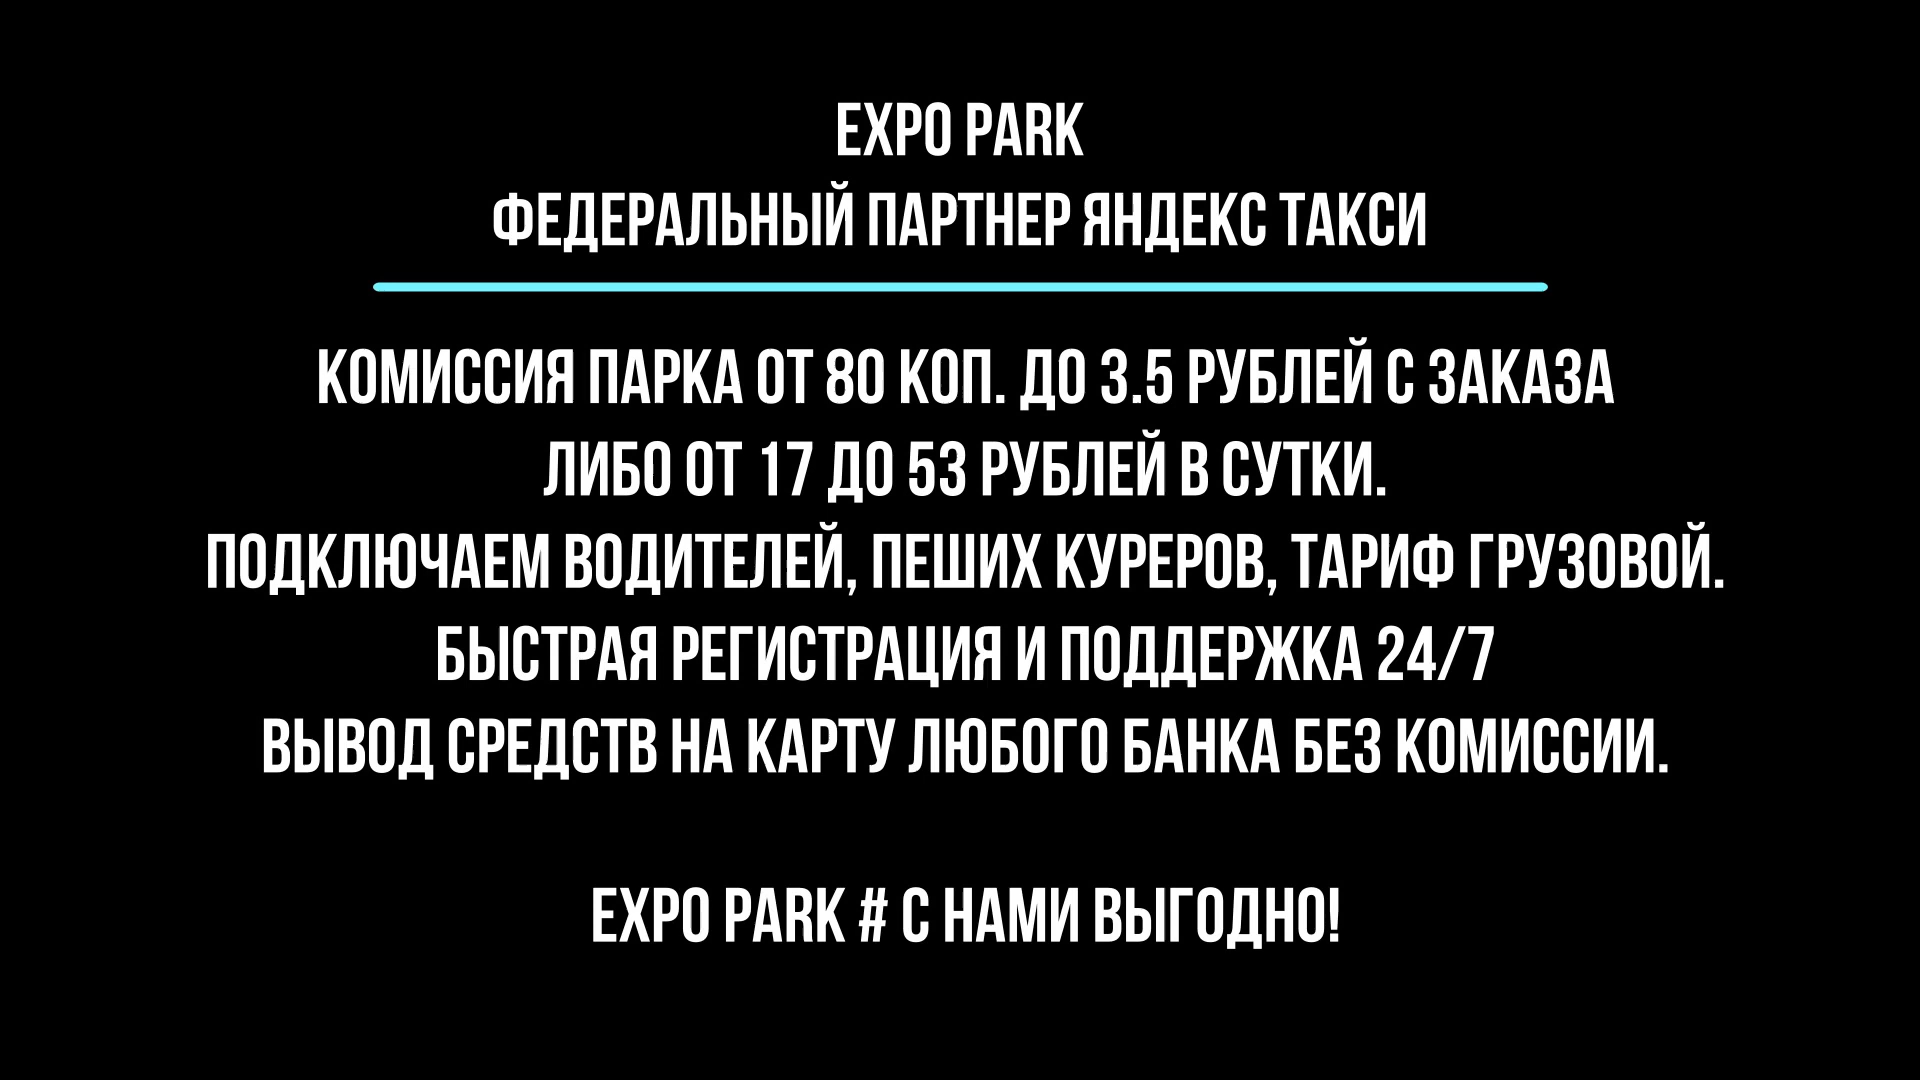 EXPO PARK
ФЕДЕРАЛЬНЫЙ ПАРТНЕР ЯНДЕКС ТАКСИ
КОМИССИЯ ПАРКА ОТ 80 КОП. ДО 3.5 РУБЛЕЙ С ЗАКАЗА
ЛИБО ОТ 17 ДО 53 РУБЛЕЙ В СУТКИ.
ПОДКЛЮЧАЕМ ВОДИТЕЛЕЙ, ПЕШИХ КУРЕРОВ, ТАРИФ ГРУЗОВОЙ.
БЫСТРАЯ РЕГИСТРАЦИЯ И ПОДДЕРЖКА 24/7
ВЫВОД СРЕДСТВ НА КАРТУ ЛЮБОГО БАНКА БЕЗ КОМИССИИ.
EXPO PARK # С НАМИ ВЫГОДНО!